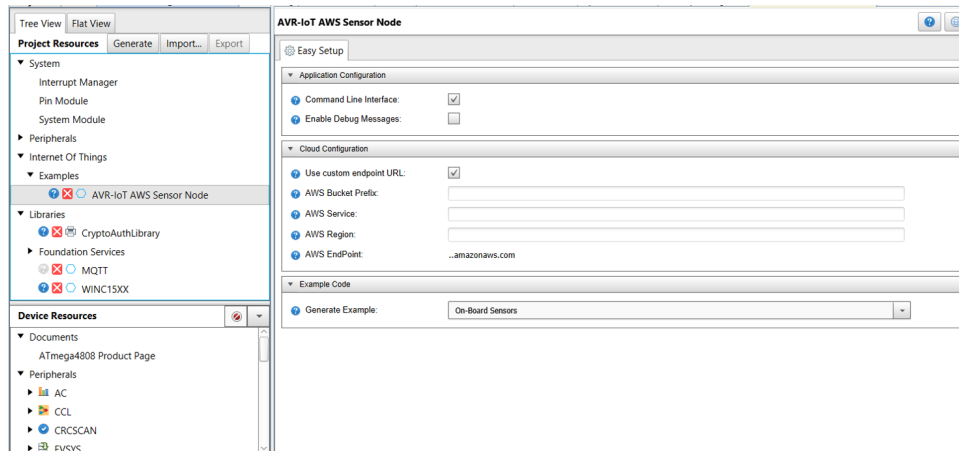 Tree View Flat View
Project Resources Generate Import... Export
System
Interrupt Manager
Pin Module
System Module
Peripherals
Internet Of Things
Examples
AVR-IoT AWS Sensor Node
Libraries
CryptoAuthLibrary
Foundation Services
MQTT
WINC15XX
Device Resources
Documents
ATmega4808 Product Page
Peripherals
AC
CCL
CRCSCAN
EVSYS
AVR-IoT AWS Sensor Node
Easy Setup
Application Configuration
Command Line Interface:
Enable Debug Messages:
Cloud Configuration
Use custom endpoint URL:
AWS Bucket Prefix:
AWS Service:
AWS Region:
AWS EndPoint: ..amazonaws.com
Example Code
Generate Example: On-Board Sensors